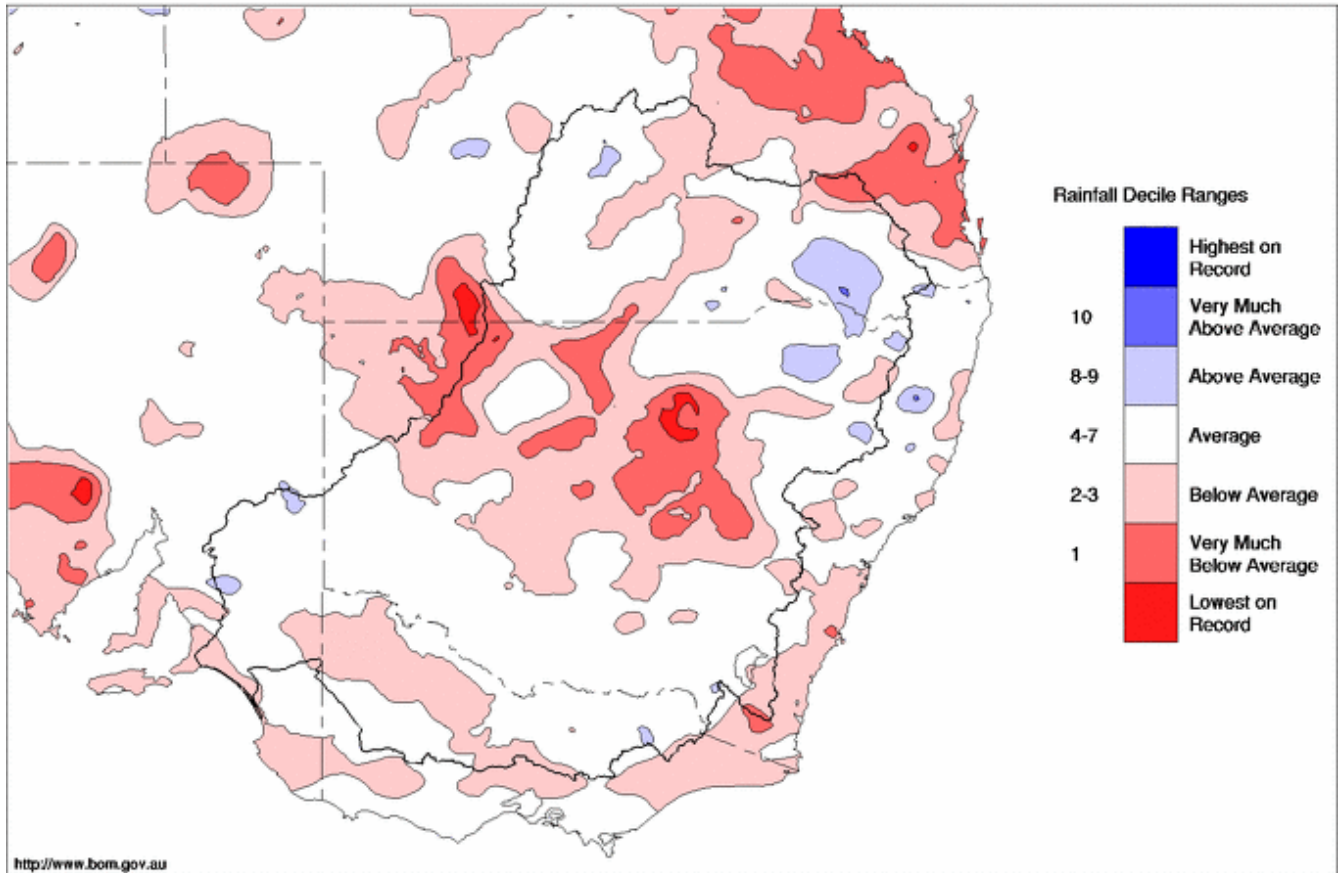 Rainfall Decile Ranges
Highest on
Record
10
Very Much
Above Average
8-9
Above Average
4-7
Average
2-3
Below Average
1
Very Much
Below Average
Lowest on
Record
http://www.bom.gov.au